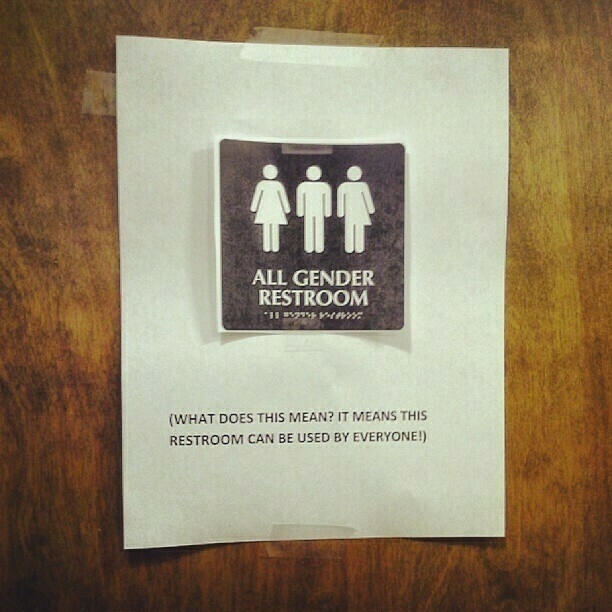 ALL GENDER
RESTROOM
(WHAT DOES THIS MEAN? IT MEANS THIS
RESTROOM CAN BE USED BY EVERYONE!)